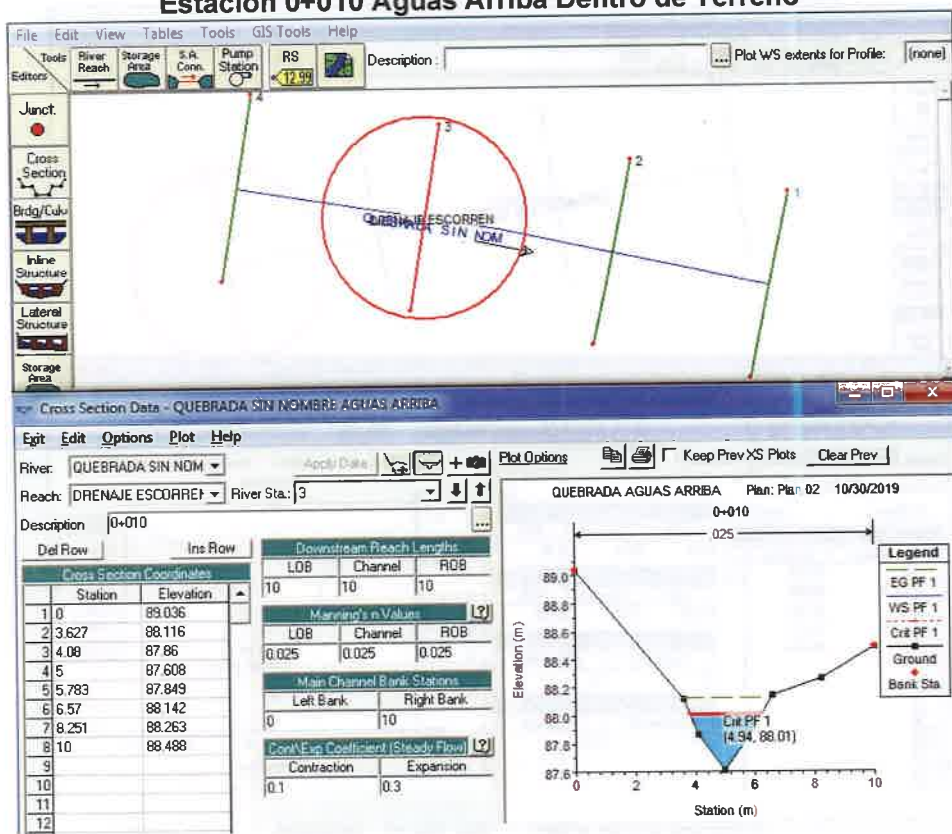 Estación 0+010 Aguas Arriba Dentro de Terreno
File Edit View Tables Tools GIS Tools Help
Tools
Editors
River Reach
Storage Area
S.A. Conn.
Pump Station
RS
12.99
Description :
...
Plot WS extents for Profile:
(none)
Junct.
Cross Section
Brdg/Culv
Inline Structure
Lateral Structure
Storage Area
4
3
2
1
ESCORREN
SIN NOM
Cross Section Data - QUEBRADA SIN NOMBRE AGUAS ARRIBA
Exit Edit Options Plot Help
River: QUEBRADA SIN NOM
Apply Data
Plot Options
Keep Prev XS Plots
Clear Prev
Reach: DRENAJE ESCORREN
River Sta.: 3
Description 0+010
...
Del Row
Ins Row
Cross Section Coordinates
Station Elevation
1 0 89.036
2 3.627 88.116
3 4.08 87.86
4 5 87.608
5 5.783 87.849
6 6.57 88.142
7 8.251 88.263
8 10 88.488
9
10
11
12
Downstream Reach Lengths
LOB Channel ROB
10 10 10
Manning's n Values
?
LOB Channel ROB
0.025 0.025 0.025
Main Channel Bank Stations
Left Bank Right Bank
0 10
Cont\Exp Coefficient (Steady Flow)
?
Contraction Expansion
0.1 0.3
QUEBRADA AGUAS ARRIBA Plan: Plan 02 10/30/2019
0+010
.025
89.0
88.8
88.6
88.4
88.2
88.0
87.8
87.6
Elevation (m)
0 2 4 6 8 10
Station (m)
Crit PF 1
(4.94, 88.01)
Legend
EG PF 1
WS PF 1
Crit PF 1
Ground
Bank Sta